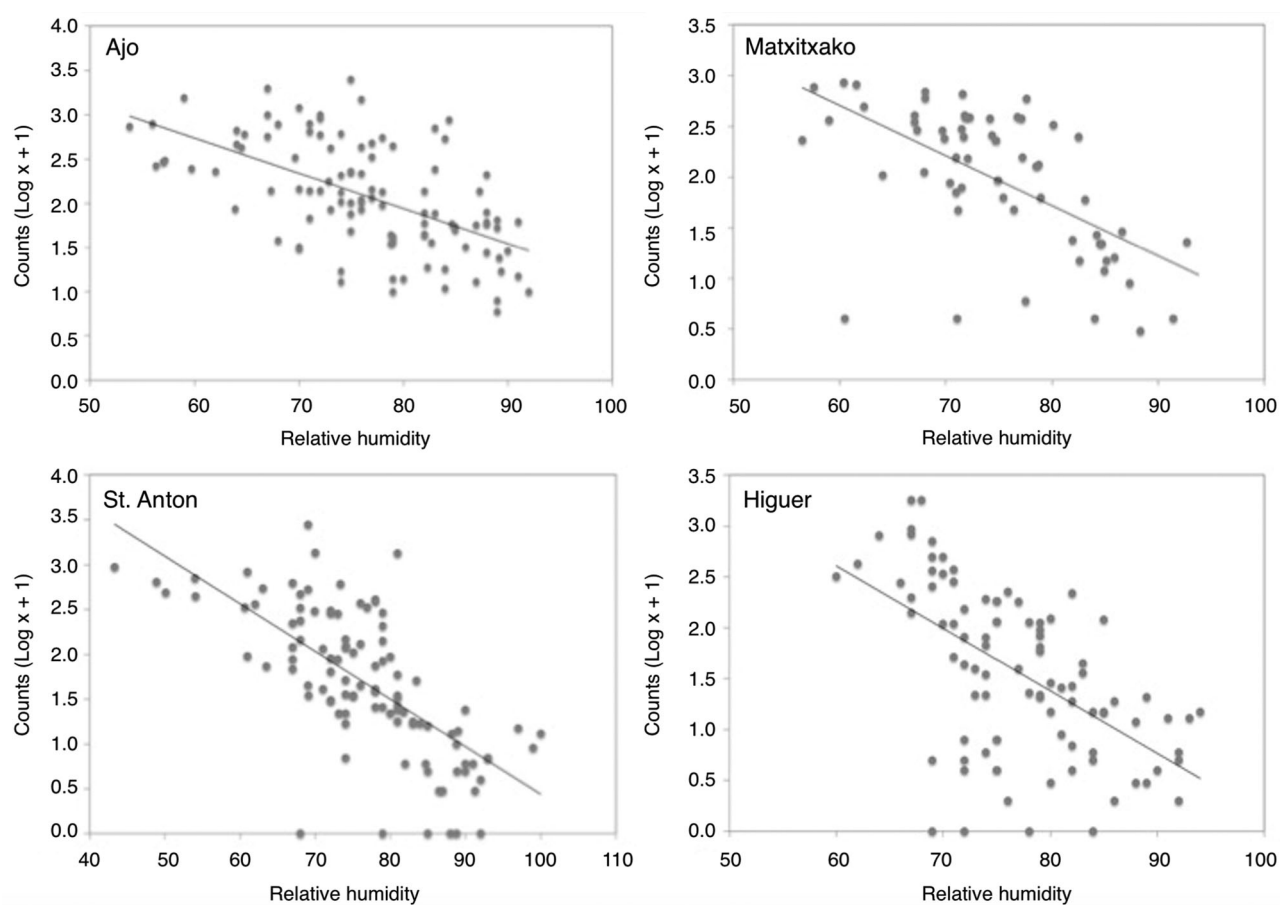 Ajo
Counts (Log x + 1)
4.0
3.5
3.0
2.5
2.0
1.5
1.0
0.5
0.0
50 60 70 80 90 100
Relative humidity
Matxitxako
Counts (Log x + 1)
3.5
3.0
2.5
2.0
1.5
1.0
0.5
0.0
50 60 70 80 90 100
Relative humidity
St. Anton
Counts (Log x + 1)
4.0
3.5
3.0
2.5
2.0
1.5
1.0
0.5
0.0
40 50 60 70 80 90 100 110
Relative humidity
Higuer
Counts (Log x + 1)
3.5
3.0
2.5
2.0
1.5
1.0
0.5
0.0
50 60 70 80 90 100
Relative humidity